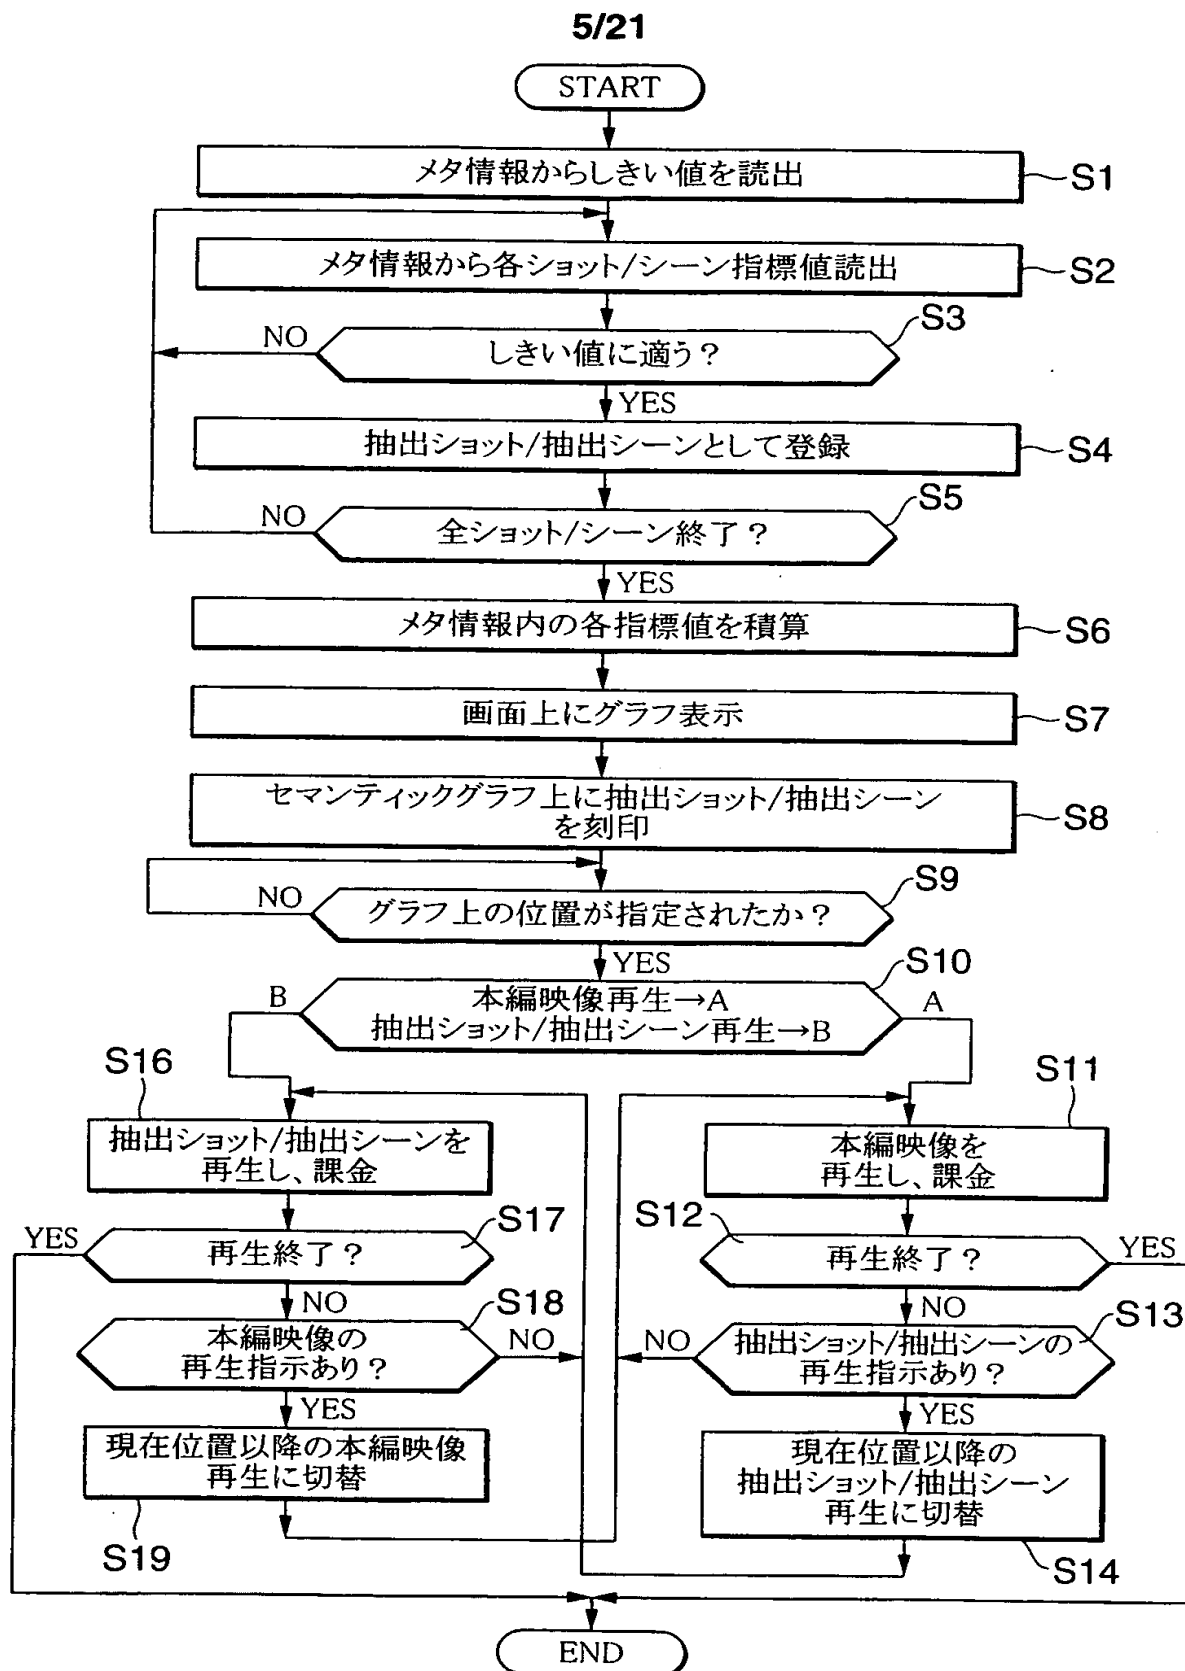 5/21
START
メタ情報からしきい値を読出
S1
メタ情報から各ショット/シーン指標値読出
S2
S3
NO
しきい値に適う?
YES
抽出ショット/抽出シーンとして登録
S4
S5
NO
全ショット/シーン終了?
YES
メタ情報内の各指標値を積算
S6
画面上にグラフ表示
S7
セマンティックグラフ上に抽出ショット/抽出シーン
を刻印
S8
S9
NO
グラフ上の位置が指定されたか?
YES
S10
B
本編映像再生→A
抽出ショット/抽出シーン再生→B
A
S16
抽出ショット/抽出シーンを
再生し、課金
S11
本編映像を
再生し、課金
S17
YES
再生終了?
NO
S12
再生終了?
YES
NO
S18
本編映像の
再生指示あり?
NO
YES
S13
NO
抽出ショット/抽出シーンの
再生指示あり?
YES
現在位置以降の本編映像
再生に切替
S19
現在位置以降の
抽出ショット/抽出シーン
再生に切替
S14
END